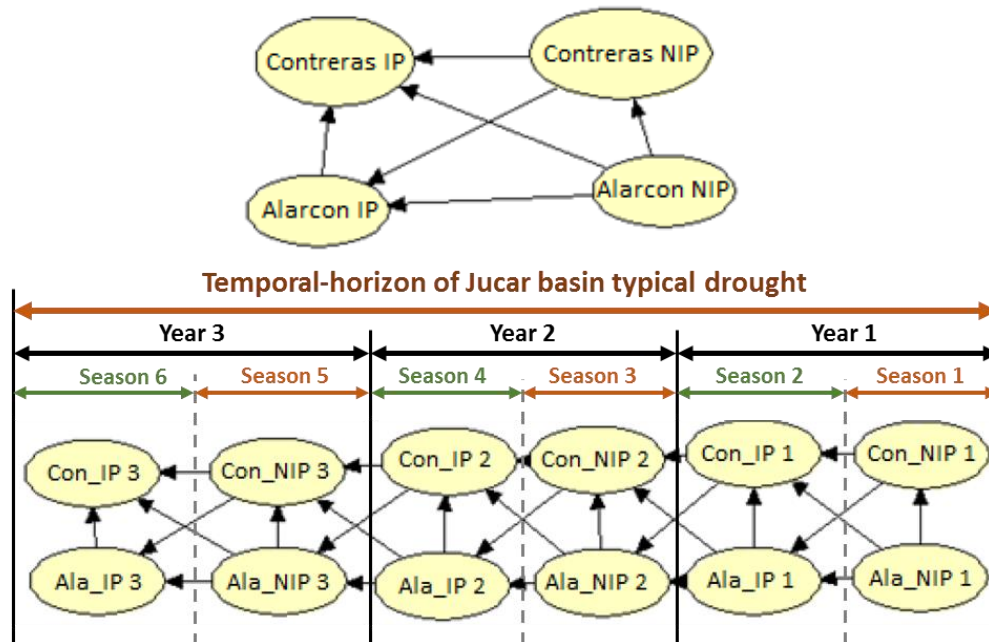 Contreras IP
Contreras NIP
Alarcon IP
Alarcon NIP
Temporal-horizon of Jucar basin typical drought
Year 3
Year 2
Year 1
Season 6
Season 5
Season 4
Season 3
Season 2
Season 1
Con_IP 3
Con_NIP 3
Con_IP 2
Con_NIP 2
Con_IP 1
Con_NIP 1
Ala_IP 3
Ala_NIP 3
Ala_IP 2
Ala_NIP 2
Ala_IP 1
Ala_NIP 1